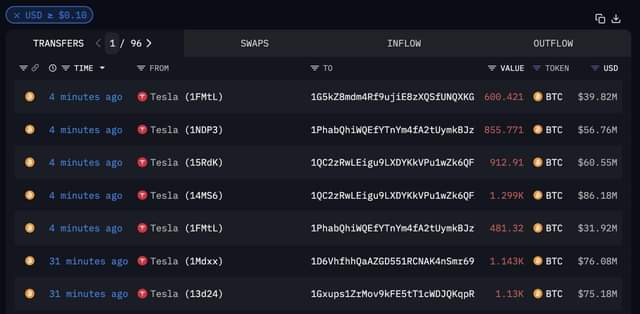 × USD ≥ $0.10
TRANSFERS 1 / 96 SWAPS INFLOW OUTFLOW
TIME FROM TO VALUE TOKEN USD
4 minutes ago Tesla (1FMtL) 1G5kZ8mdm4Rf9ujiE8zXQSfUNQXKG 600.421 BTC $39.82M
4 minutes ago Tesla (1NDP3) 1PhabQhiWQEfYTnYm4fA2tUymkBJz 855.771 BTC $56.76M
4 minutes ago Tesla (15RdK) 1QC2zRwLEigu9LXDYKkVPu1wZk6QF 912.91 BTC $60.55M
4 minutes ago Tesla (14MS6) 1QC2zRwLEigu9LXDYKkVPu1wZk6QF 1.299K BTC $86.18M
4 minutes ago Tesla (1FMtL) 1PhabQhiWQEfYTnYm4fA2tUymkBJz 481.32 BTC $31.92M
31 minutes ago Tesla (1Mdxx) 1D6VhfhhQaAZGD551RCNAK4nSmr69 1.143K BTC $76.08M
31 minutes ago Tesla (13d24) 1Gxups1ZrMov9kFE5tT1cWDJQKqpR 1.13K BTC $75.18M